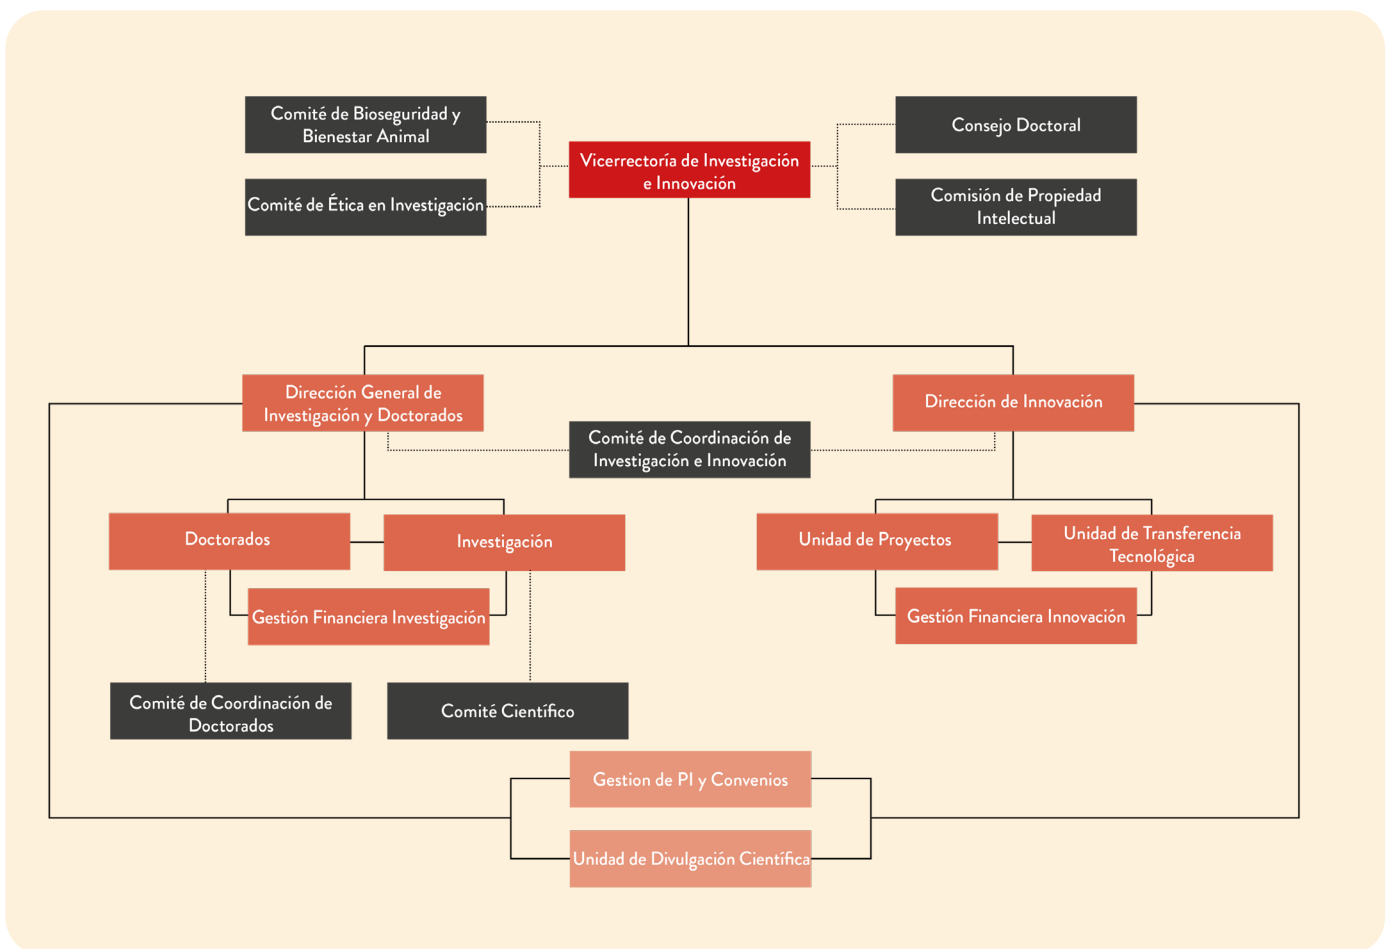 Comité de Bioseguridad y
Bienestar Animal
Consejo Doctoral
Vicerrectoría de Investigación
e Innovación
Comité de Ética en Investigación
Comisión de Propiedad
Intelectual
Dirección General de
Investigación y Doctorados
Dirección de Innovación
Comité de Coordinación de
Investigación e Innovación
Doctorados
Investigación
Unidad de Proyectos
Unidad de Transferencia
Tecnológica
Gestión Financiera Investigación
Gestión Financiera Innovación
Comité de Coordinación de
Doctorados
Comité Científico
Gestion de PI y Convenios
Unidad de Divulgación Científica